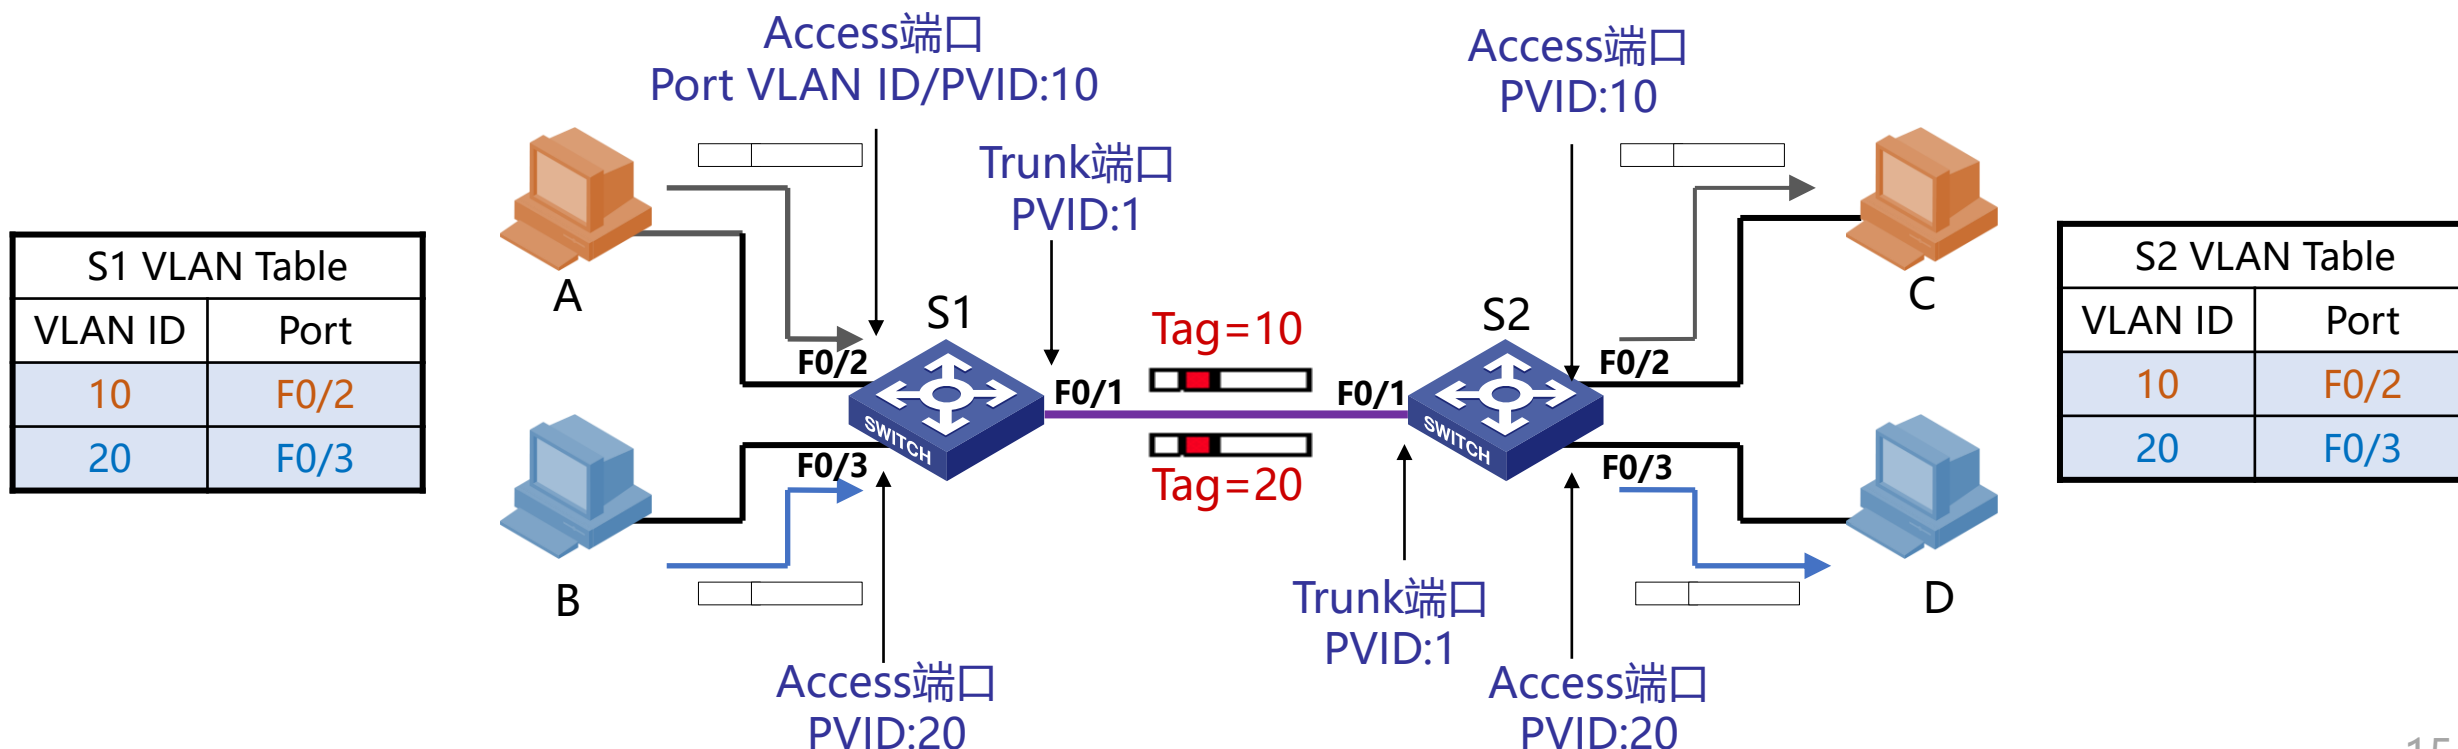 Access端口
Port VLAN ID/PVID:10
Access端口
PVID:10
Trunk端口
PVID:1
S1 VLAN Table
VLAN ID Port
10 F0/2
20 F0/3
A
S1
F0/2
F0/1
F0/3
SWITCH
Tag=10
Tag=20
S2
F0/1
F0/2
F0/3
SWITCH
C
S2 VLAN Table
VLAN ID Port
10 F0/2
20 F0/3
B
D
Access端口
PVID:20
Trunk端口
PVID:1
Access端口
PVID:20
15